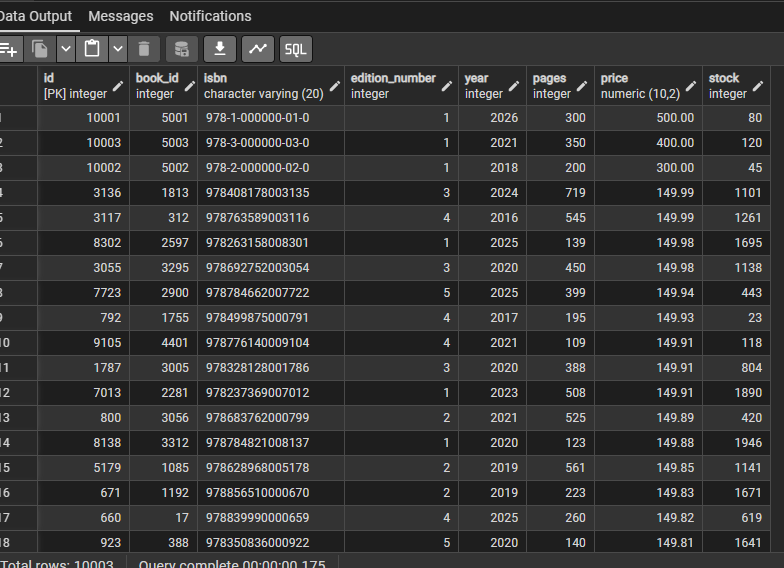 Data Output Messages Notifications
SQL
id book_id isbn edition_number year pages price stock
[PK] integer integer character varying (20) integer integer integer numeric (10,2) integer
1 10001 5001 978-1-000000-01-0 1 2026 300 500.00 80
2 10003 5003 978-3-000000-03-0 1 2021 350 400.00 120
3 10002 5002 978-2-000000-02-0 1 2018 200 300.00 45
4 3136 1813 978408178003135 3 2024 719 149.99 1101
5 3117 312 978763589003116 4 2016 545 149.99 1261
6 8302 2597 978263158008301 1 2025 139 149.98 1695
7 3055 3295 978692752003054 3 2020 450 149.98 1138
8 7723 2900 978784662007722 5 2025 399 149.94 443
9 792 1755 978499875000791 4 2017 195 149.93 23
10 9105 4401 978776140009104 4 2021 109 149.91 118
11 1787 3005 978328128001786 3 2020 388 149.91 804
12 7013 2281 978237369007012 1 2023 508 149.91 1890
13 800 3056 978683762000799 2 2021 525 149.89 420
14 8138 3312 978784821008137 1 2020 123 149.88 1946
15 5179 1085 978628968005178 2 2019 561 149.85 1141
16 671 1192 978856510000670 2 2019 223 149.83 1671
17 660 17 978839990000659 4 2025 260 149.82 619
18 923 388 978350836000922 5 2020 140 149.81 1641
Total rows: 10003 Query complete 00:00:00.175